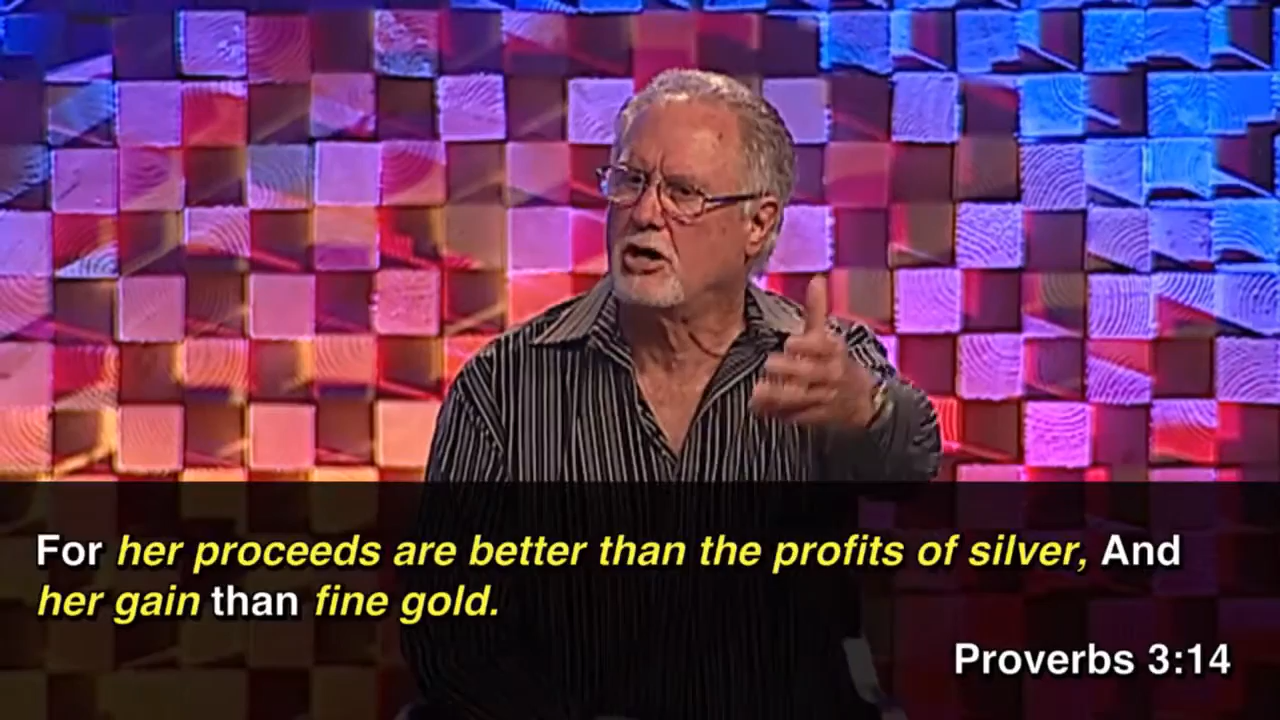 For her proceeds are better than the profits of silver, And
her gain than fine gold.
Proverbs 3:14